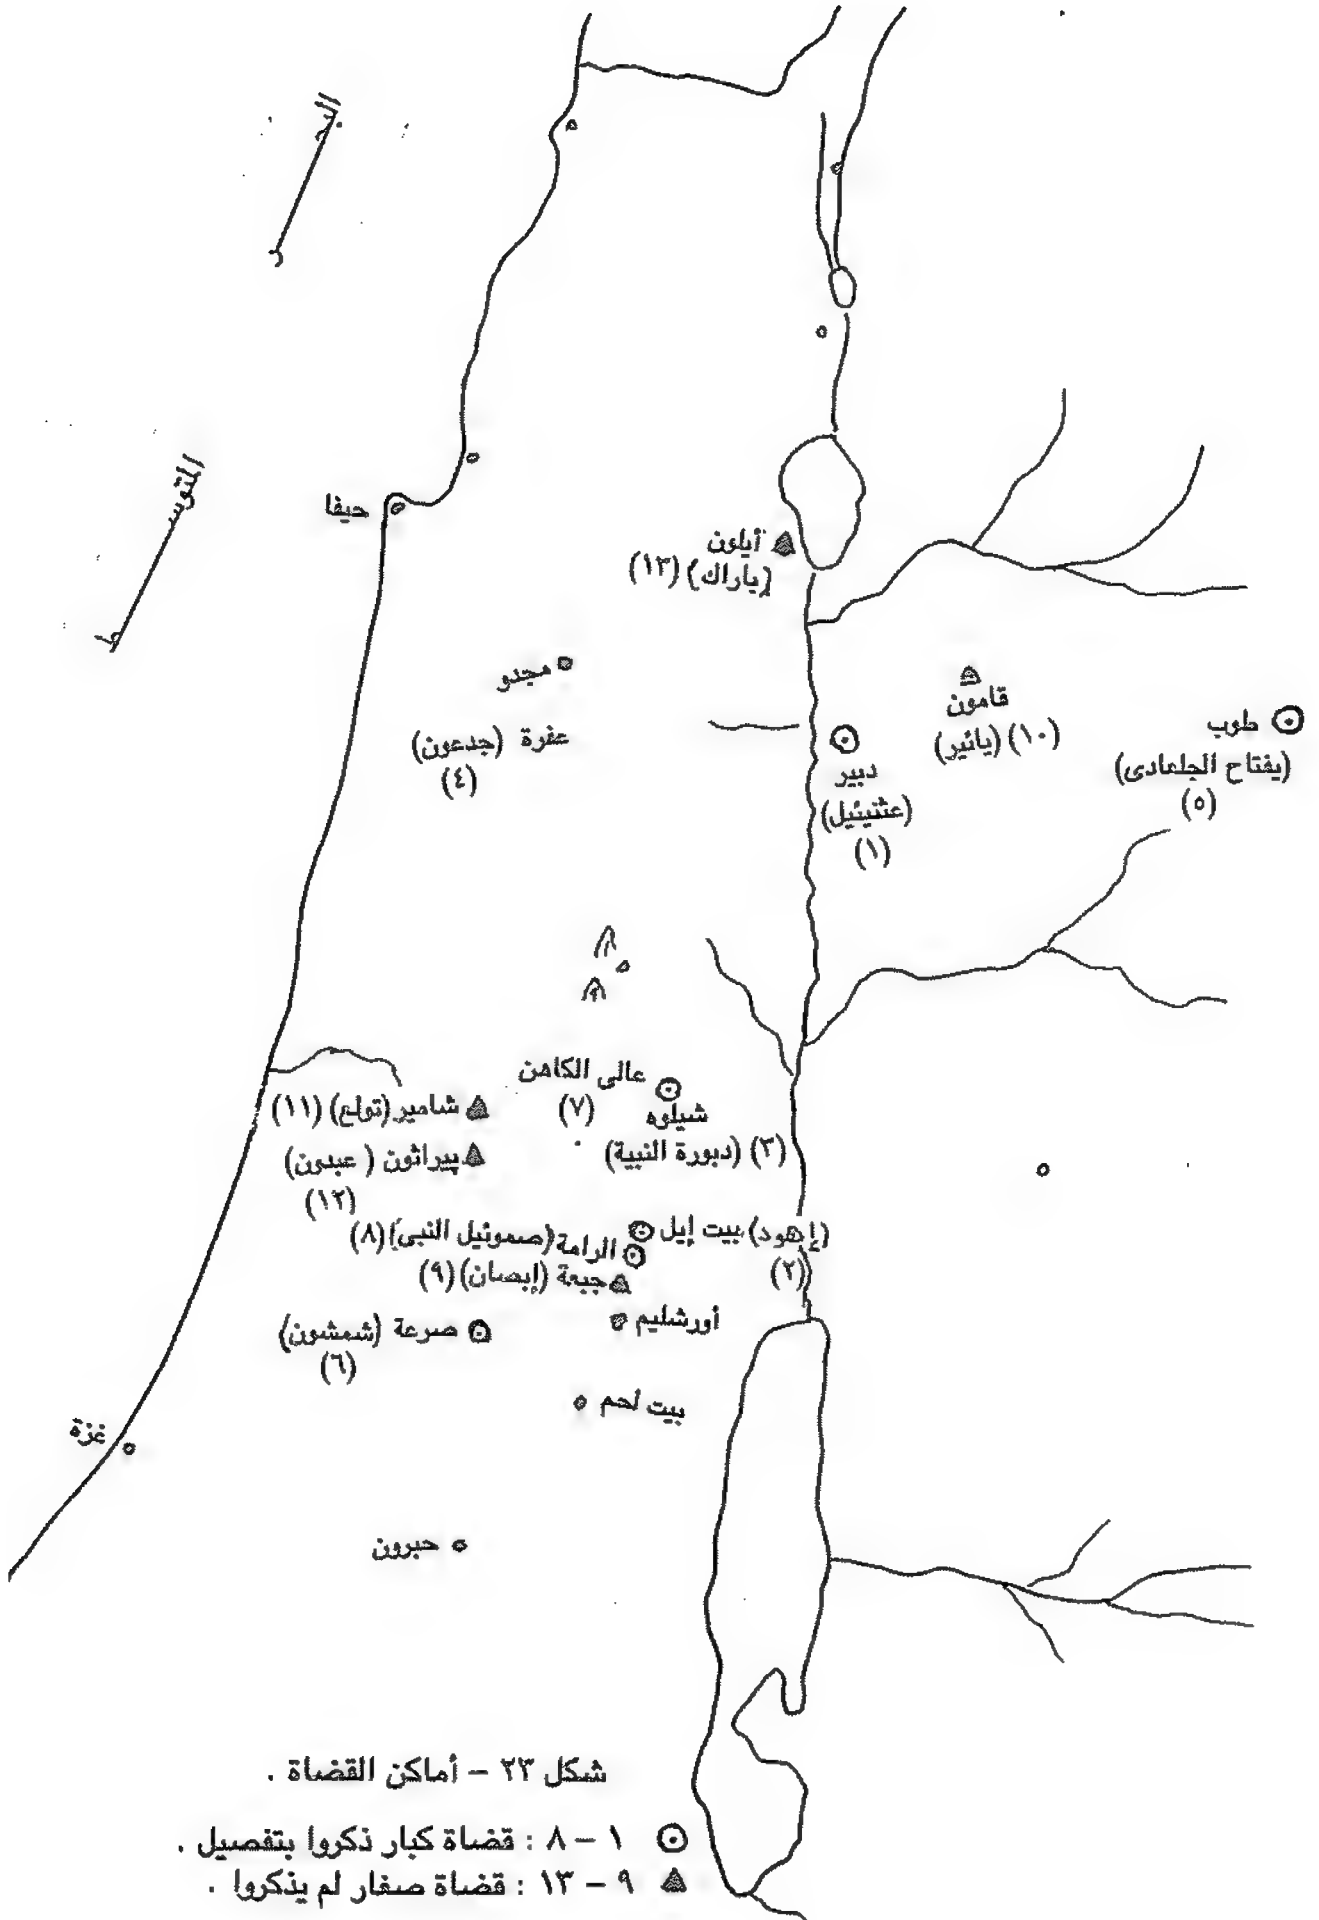 البحر
المتوسط
حيفا
أيلون
(باراك) (١٣)
مجدو
عفرة (جدعون)
(٤)
قامون
(١٠) (يائير)
طوب
(يفتاح الجلعادى)
(٥)
دبير
(عثنيئيل)
(١)
عالى الكاهن
(٧)
شيلوه
(٣) (دبورة النبية)
شامير (تولع) (١١)
بيراثون (عبدون)
(١٢)
(إهود) بيت إيل
(٢)
الرامة (صموئيل النبى) (٨)
جبعة (إبصان) (٩)
أورشليم
صرعة (شمشون)
(٦)
بيت لحم
غزة
حبرون
شكل ٢٣ – أماكن القضاة .
١ – ٨ : قضاة كبار ذكروا بتفصيل .
٩ – ١٣ : قضاة صغار لم يذكروا .